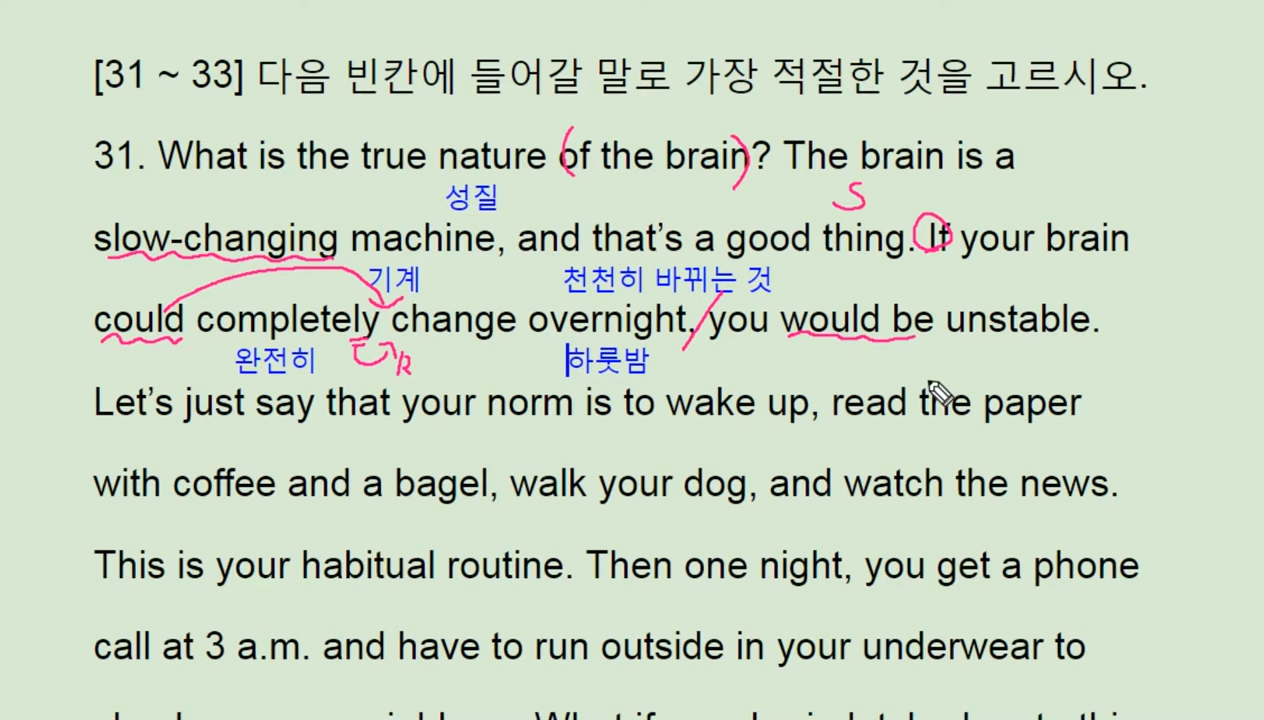 [31 ~ 33] 다음 빈칸에 들어갈 말로 가장 적절한 것을 고르시오.
31. What is the true nature of the brain? The brain is a
성질 S
slow-changing machine, and that's a good thing. If your brain
기계 천천히 바뀌는 것
could completely change overnight, you would be unstable.
완전히 하룻밤
Let's just say that your norm is to wake up, read the paper
with coffee and a bagel, walk your dog, and watch the news.
This is your habitual routine. Then one night, you get a phone
call at 3 a.m. and have to run outside in your underwear to